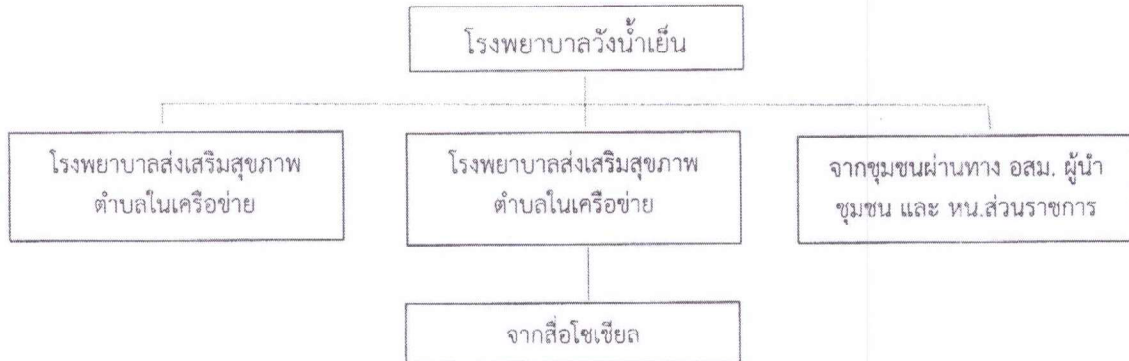 โรงพยาบาลวังน้ำเย็น
โรงพยาบาลส่งเสริมสุขภาพ
ตำบลในเครือข่าย
โรงพยาบาลส่งเสริมสุขภาพ
ตำบลในเครือข่าย
จากชุมชนผ่านทาง อสม. ผู้นำ
ชุมชน และ หน.ส่วนราชการ
จากสื่อโซเชียล